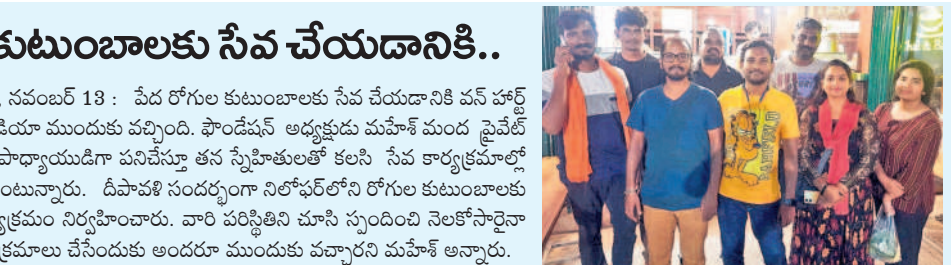 కుటుంబాలకు సేవ చేయడానికి..
, నవంబర్ 13 : పేద రోగుల కుటుంబాలకు సేవ చేయడానికి వన్ హార్ట్
డియా ముందుకు వచ్చింది. ఫౌండేషన్ అధ్యక్షుడు మహేశ్ మంద ప్రైవేట్
పాధ్యాయుడిగా పనిచేస్తూ తన స్నేహితులతో కలసి సేవ కార్యక్రమాల్లో
ంటున్నారు. దీపావళి సందర్భంగా నిలోఫర్‌లోని రోగుల కుటుంబాలకు
్యక్రమం నిర్వహించారు. వారి పరిస్థితిని చూసి స్పందించి నెలకోసారైనా
క్రమాలు చేసేందుకు అందరూ ముందుకు వచ్చారని మహేశ్ అన్నారు.